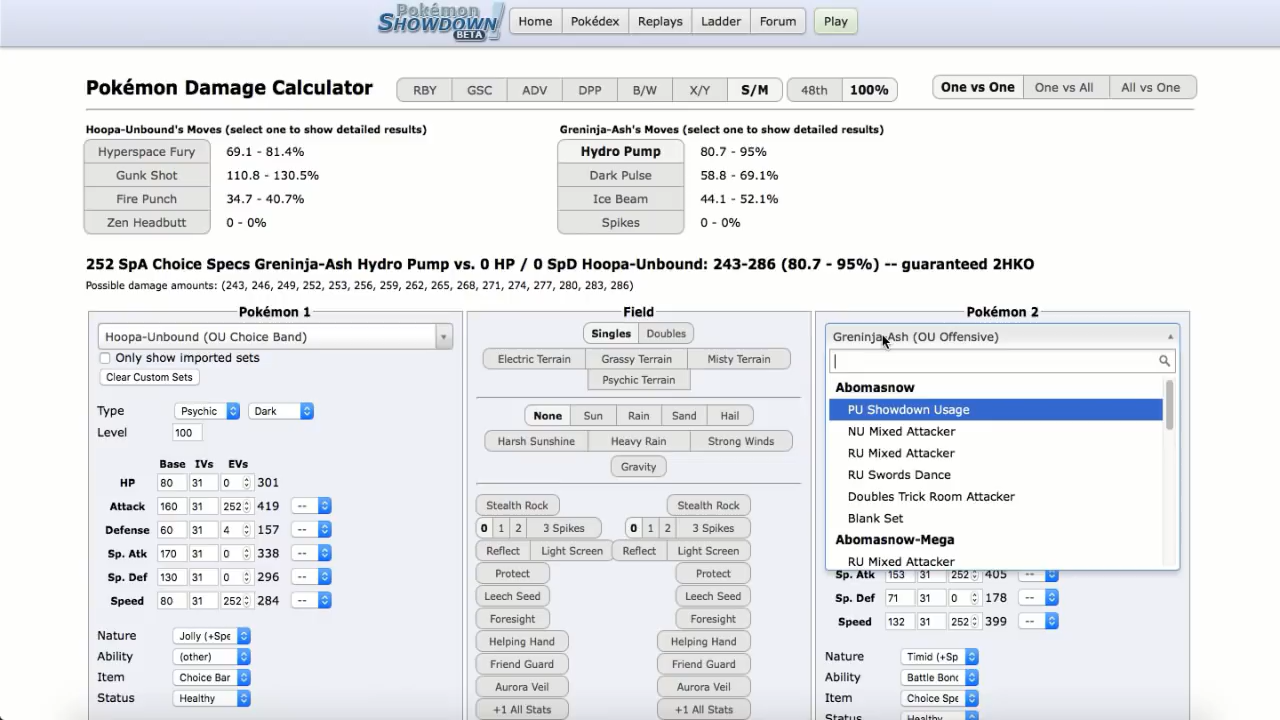 Pokémon SHOWDOWN BETA
Home Pokédex Replays Ladder Forum Play
Pokémon Damage Calculator RBY GSC ADV DPP B/W X/Y S/M 48th 100% One vs One One vs All All vs One
Hoopa-Unbound's Moves (select one to show detailed results) Greninja-Ash's Moves (select one to show detailed results)
Hyperspace Fury 69.1 - 81.4% Hydro Pump 80.7 - 95%
Gunk Shot 110.8 - 130.5% Dark Pulse 58.8 - 69.1%
Fire Punch 34.7 - 40.7% Ice Beam 44.1 - 52.1%
Zen Headbutt 0 - 0% Spikes 0 - 0%
252 SpA Choice Specs Greninja-Ash Hydro Pump vs. 0 HP / 0 SpD Hoopa-Unbound: 243-286 (80.7 - 95%) -- guaranteed 2HKO
Possible damage amounts: (243, 246, 249, 252, 253, 256, 259, 262, 265, 268, 271, 274, 277, 280, 283, 286)
Pokémon 1
Hoopa-Unbound (OU Choice Band)
Only show imported sets
Clear Custom Sets
Type Psychic Dark
Level 100
Base IVs EVs
HP 80 31 0 301
Attack 160 31 252 419 --
Defense 60 31 4 157 --
Sp. Atk 170 31 0 338 --
Sp. Def 130 31 0 296 --
Speed 80 31 252 284 --
Nature Jolly (+Spe
Ability (other)
Item Choice Bar
Status Healthy
Field
Singles Doubles
Electric Terrain Grassy Terrain Misty Terrain
Psychic Terrain
None Sun Rain Sand Hail
Harsh Sunshine Heavy Rain Strong Winds
Gravity
Stealth Rock Stealth Rock
0 1 2 3 Spikes 0 1 2 3 Spikes
Reflect Light Screen Reflect Light Screen
Protect Protect
Leech Seed Leech Seed
Foresight Foresight
Helping Hand Helping Hand
Friend Guard Friend Guard
Aurora Veil Aurora Veil
+1 All Stats +1 All Stats
Pokémon 2
Greninja-Ash (OU Offensive)
Abomasnow
PU Showdown Usage
NU Mixed Attacker
RU Mixed Attacker
RU Swords Dance
Doubles Trick Room Attacker
Blank Set
Abomasnow-Mega
RU Mixed Attacker
Sp. Atk 153 31 252 405 --
Sp. Def 71 31 0 178 --
Speed 132 31 252 399 --
Nature Timid (+Sp
Ability Battle Bond
Item Choice Spe
Status Healthy